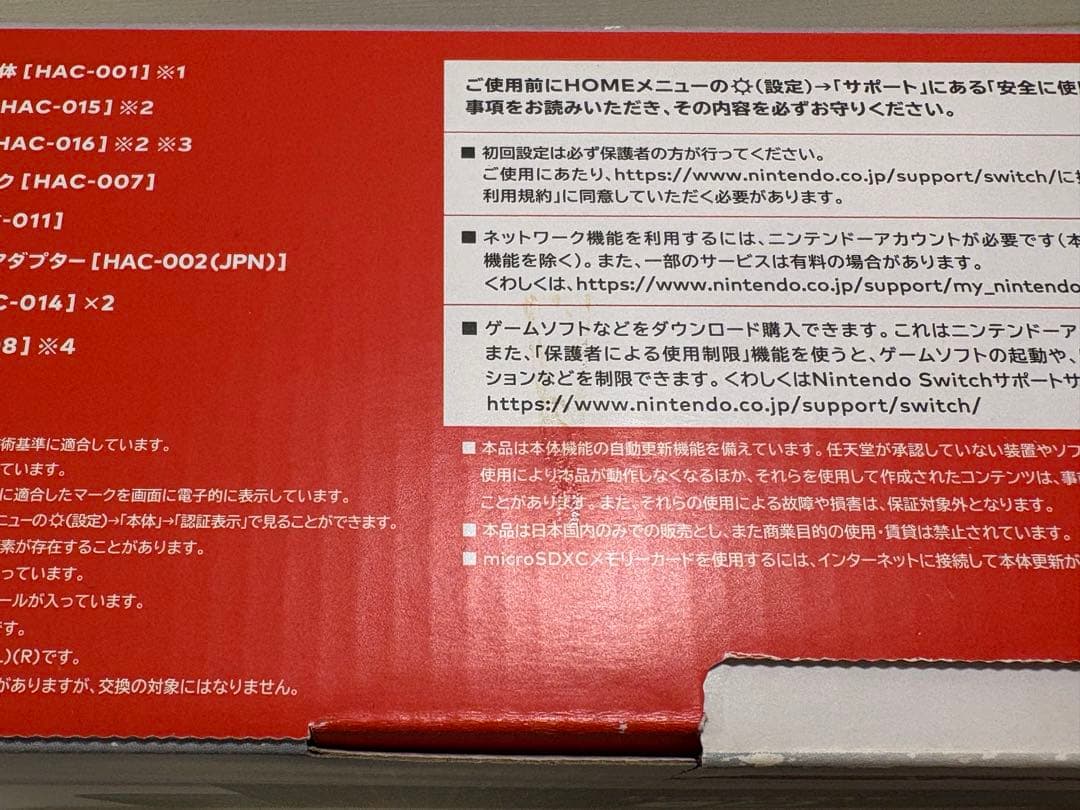 体[HAC-001]※1
HAC-015]※2
HAC-016]※2 ※3
ク[HAC-007]
-011]
アダプター[HAC-002(JPN)]
C-014]×2
8]※4
術基準に適合しています。
ています。
に適合したマークを画面に電子的に表示しています。
ニューの(設定)→「本体」→「認証表示」で見ることができます。
素が存在することがあります。
っています。
ールが入っています。
です。
)(R)です。
がありますが、交換の対象にはなりません。
ご使用前にHOMEメニューの(設定)→「サポート」にある「安全に使
事項をお読みいただき、その内容を必ずお守りください。
■ 初回設定は必ず保護者の方が行ってください。
ご使用にあたり、https://www.nintendo.co.jp/support/switch/に
利用規約」に同意していただく必要があります。
■ ネットワーク機能を利用するには、ニンテンドーアカウントが必要です(本
機能を除く)。また、一部のサービスは有料の場合があります。
くわしくは、https://www.nintendo.co.jp/support/my_nintendo
■ ゲームソフトなどをダウンロード購入できます。これはニンテンドーア
また、「保護者による使用制限」機能を使うと、ゲームソフトの起動や、
ションなどを制限できます。くわしくはNintendo Switchサポートサ
https://www.nintendo.co.jp/support/switch/
■ 本品は本体機能の自動更新機能を備えています。任天堂が承認していない装置やソフ
使用により本品が動作しなくなるほか、それらを使用して作成されたコンテンツは、事
ことがあります。また、それらの使用による故障や損害は、保証対象外となります。
■ 本品は日本国内のみでの販売とし、また商業目的の使用・賃貸は禁止されています。
■ microSDXCメモリーカードを使用するには、インターネットに接続して本体更新が